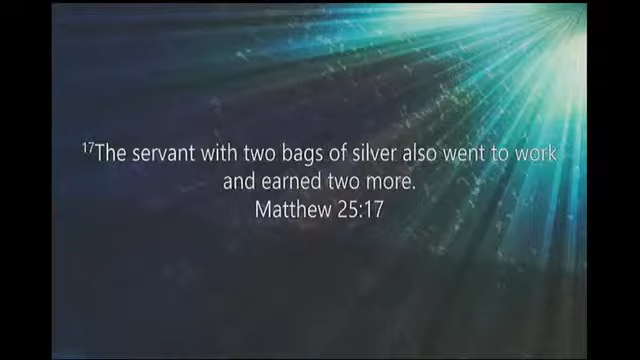 17The servant with two bags of silver also went to work
and earned two more.
Matthew 25:17